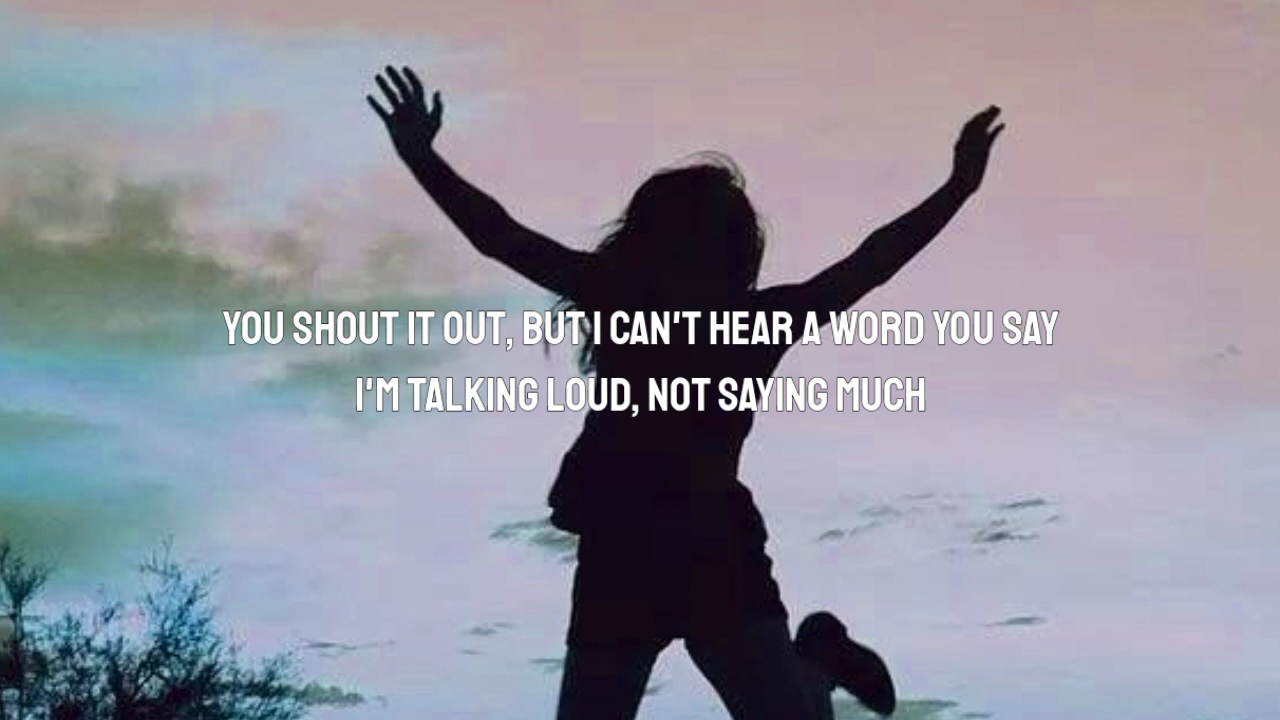 YOU SHOUT IT OUT, BUT I CAN'T HEAR A WORD YOU SAY
I'M TALKING LOUD, NOT SAYING MUCH